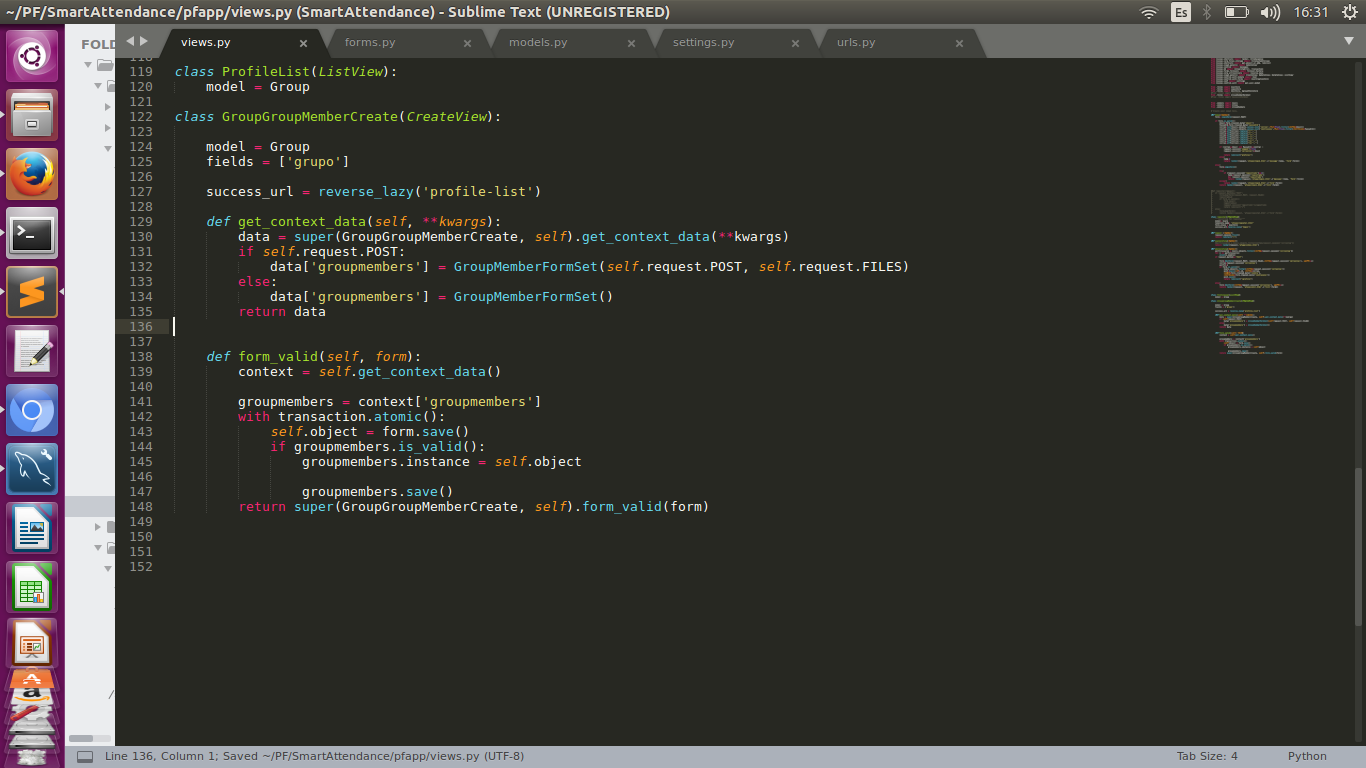 ~/PF/SmartAttendance/pfapp/views.py (SmartAttendance) - Sublime Text (UNREGISTERED)
Es
16:31
FOLD
views.py
forms.py
models.py
settings.py
urls.py
118
119 class ProfileList(ListView):
120     model = Group
121
122 class GroupGroupMemberCreate(CreateView):
123
124     model = Group
125     fields = ['grupo']
126
127     success_url = reverse_lazy('profile-list')
128
129     def get_context_data(self, **kwargs):
130         data = super(GroupGroupMemberCreate, self).get_context_data(**kwargs)
131         if self.request.POST:
132             data['groupmembers'] = GroupMemberFormSet(self.request.POST, self.request.FILES)
133         else:
134             data['groupmembers'] = GroupMemberFormSet()
135         return data
136
137
138     def form_valid(self, form):
139         context = self.get_context_data()
140
141         groupmembers = context['groupmembers']
142         with transaction.atomic():
143             self.object = form.save()
144             if groupmembers.is_valid():
145                 groupmembers.instance = self.object
146
147                 groupmembers.save()
148         return super(GroupGroupMemberCreate, self).form_valid(form)
149
150
151
152
/
Line 136, Column 1; Saved ~/PF/SmartAttendance/pfapp/views.py (UTF-8)
Tab Size: 4
Python